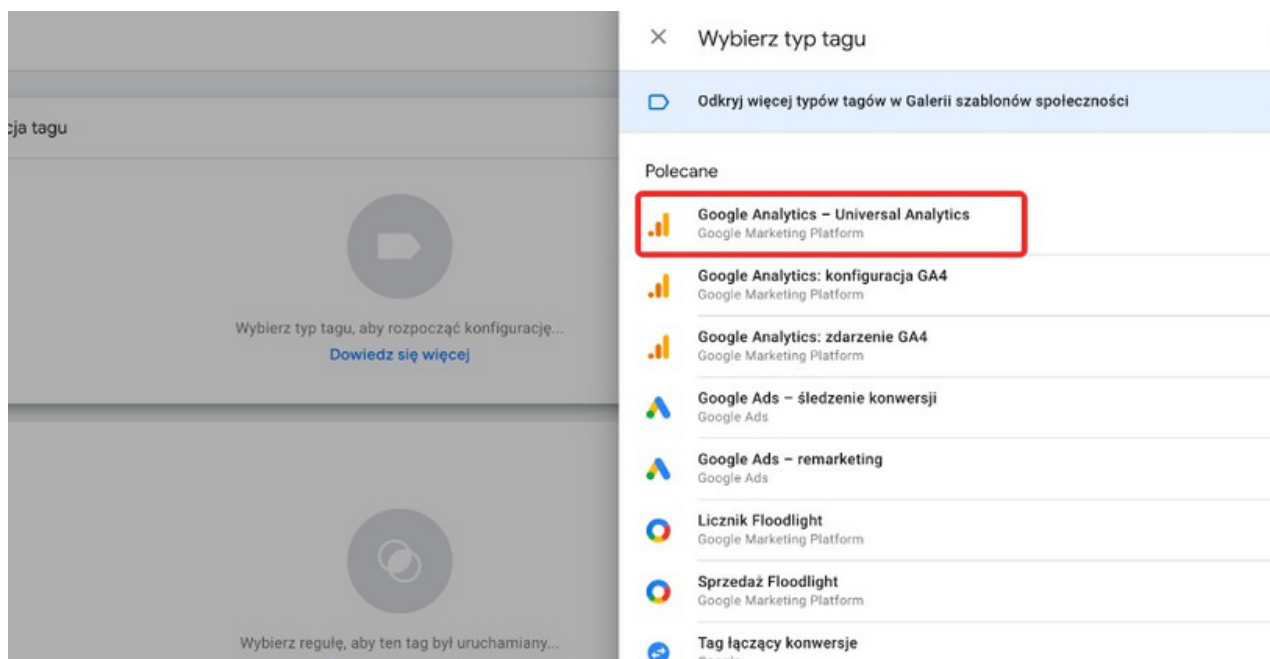 cja tagu
Wybierz typ tagu, aby rozpocząć konfigurację...
Dowiedz się więcej
Wybierz regułę, aby ten tag był uruchamiany...
Wybierz typ tagu
Odkryj więcej typów tagów w Galerii szablonów społeczności
Polecane
Google Analytics – Universal Analytics
Google Marketing Platform
Google Analytics: konfiguracja GA4
Google Marketing Platform
Google Analytics: zdarzenie GA4
Google Marketing Platform
Google Ads – śledzenie konwersji
Google Ads
Google Ads – remarketing
Google Ads
Licznik Floodlight
Google Marketing Platform
Sprzedaż Floodlight
Google Marketing Platform
Tag łączący konwersje
Google